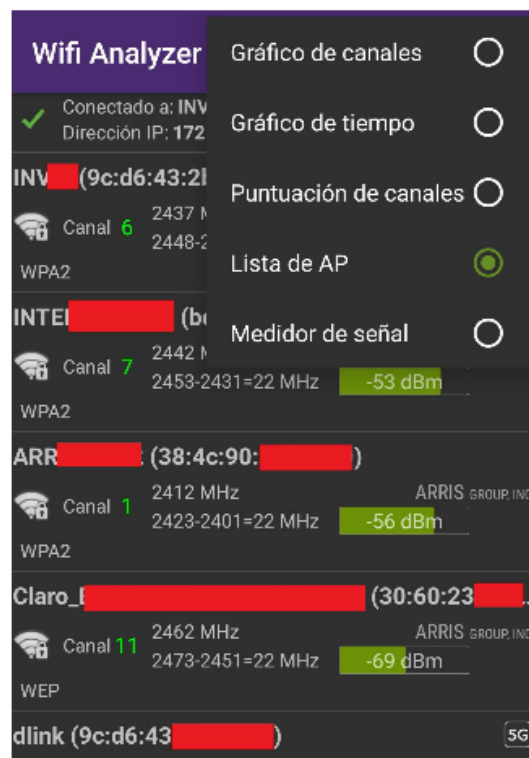 Wifi Analyzer
Gráfico de canales
Gráfico de tiempo
Puntuación de canales
Lista de AP
Medidor de señal
Conectado a: INV
Dirección IP: 172
INV (9c:d6:43:2
Canal 6 2437
2448-2
WPA2
INTE (b
Canal 7 2442
2453-2431=22 MHz -53 dBm
WPA2
ARR (38:4c:90: )
Canal 1 2412 MHz ARRIS GROUP, INC
2423-2401=22 MHz -56 dBm
WPA2
Claro_ (30:60:23 ..
Canal 11 2462 MHz ARRIS GROUP, INC
2473-2451=22 MHz -69 dBm
WEP
dlink (9c:d6:43 ) 5G